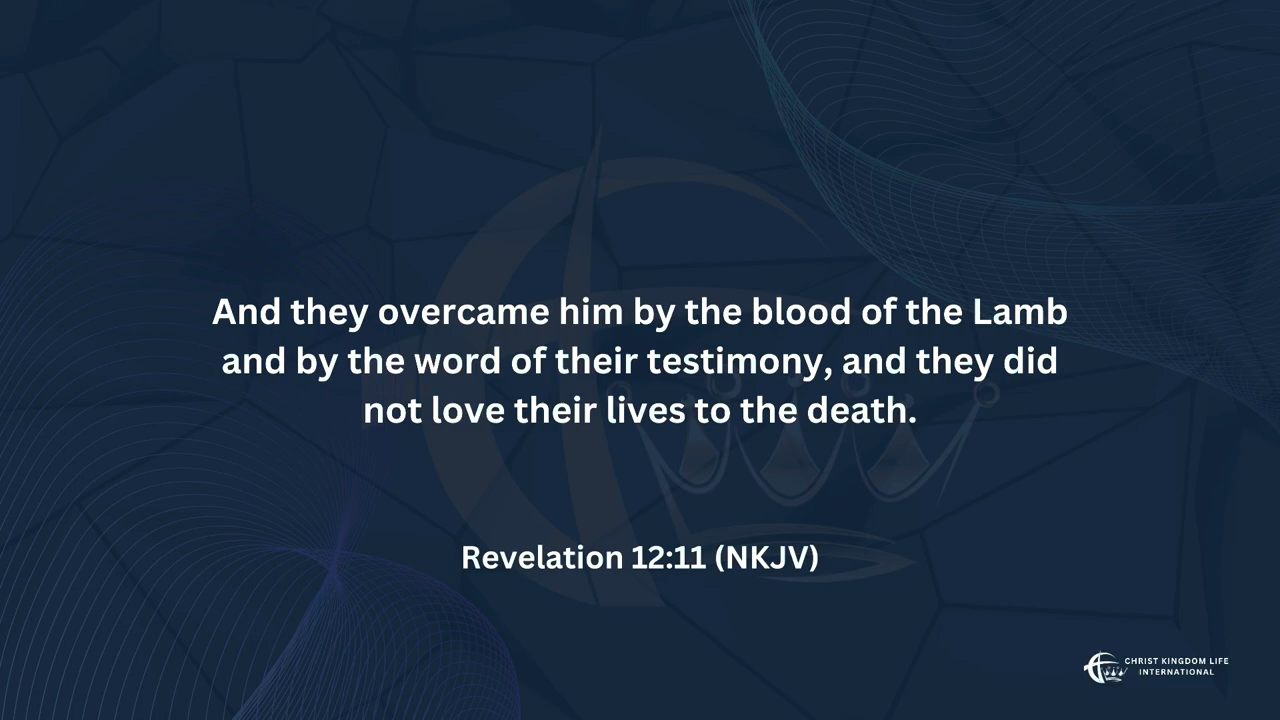 And they overcame him by the blood of the Lamb
and by the word of their testimony, and they did
not love their lives to the death.
Revelation 12:11 (NKJV)
CHRIST KINGDOM LIFE
INTERNATIONAL